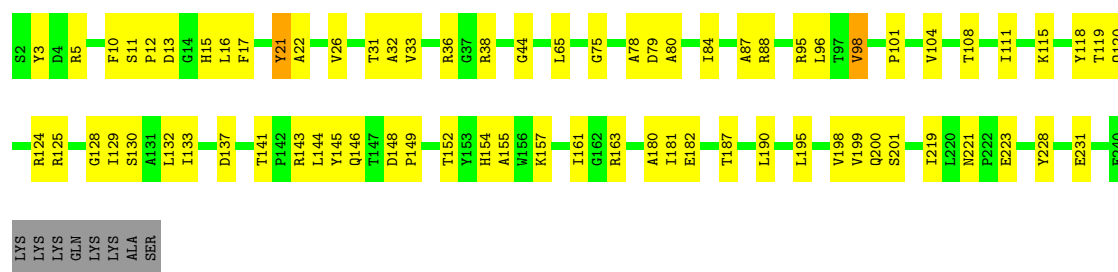 S2 Y3 D4 R5 F10 S11 P12 D13 G14 H15 L16 F17 Y21 A22 V26 T31 A32 V33 R36 G37 R38 G44 L65 G75 A78 D79 A80 I84 A87 R88 R95 L96 T97 V98 P101 V104 T108 I111 K115 Y118 T119
R124 R125 G128 I129 S130 A131 L132 I133 D137 T141 P142 R143 L144 Y145 Q146 T147 D148 P149 T152 Y153 H154 A155 W156 K157 I161 G162 R163 A180 I181 E182 T187 L190 L195 V198 V199 Q200 S201 I219 L220 N221 P222 E223 Y228 E231
LYS LYS LYS GLN LYS LYS ALA SER